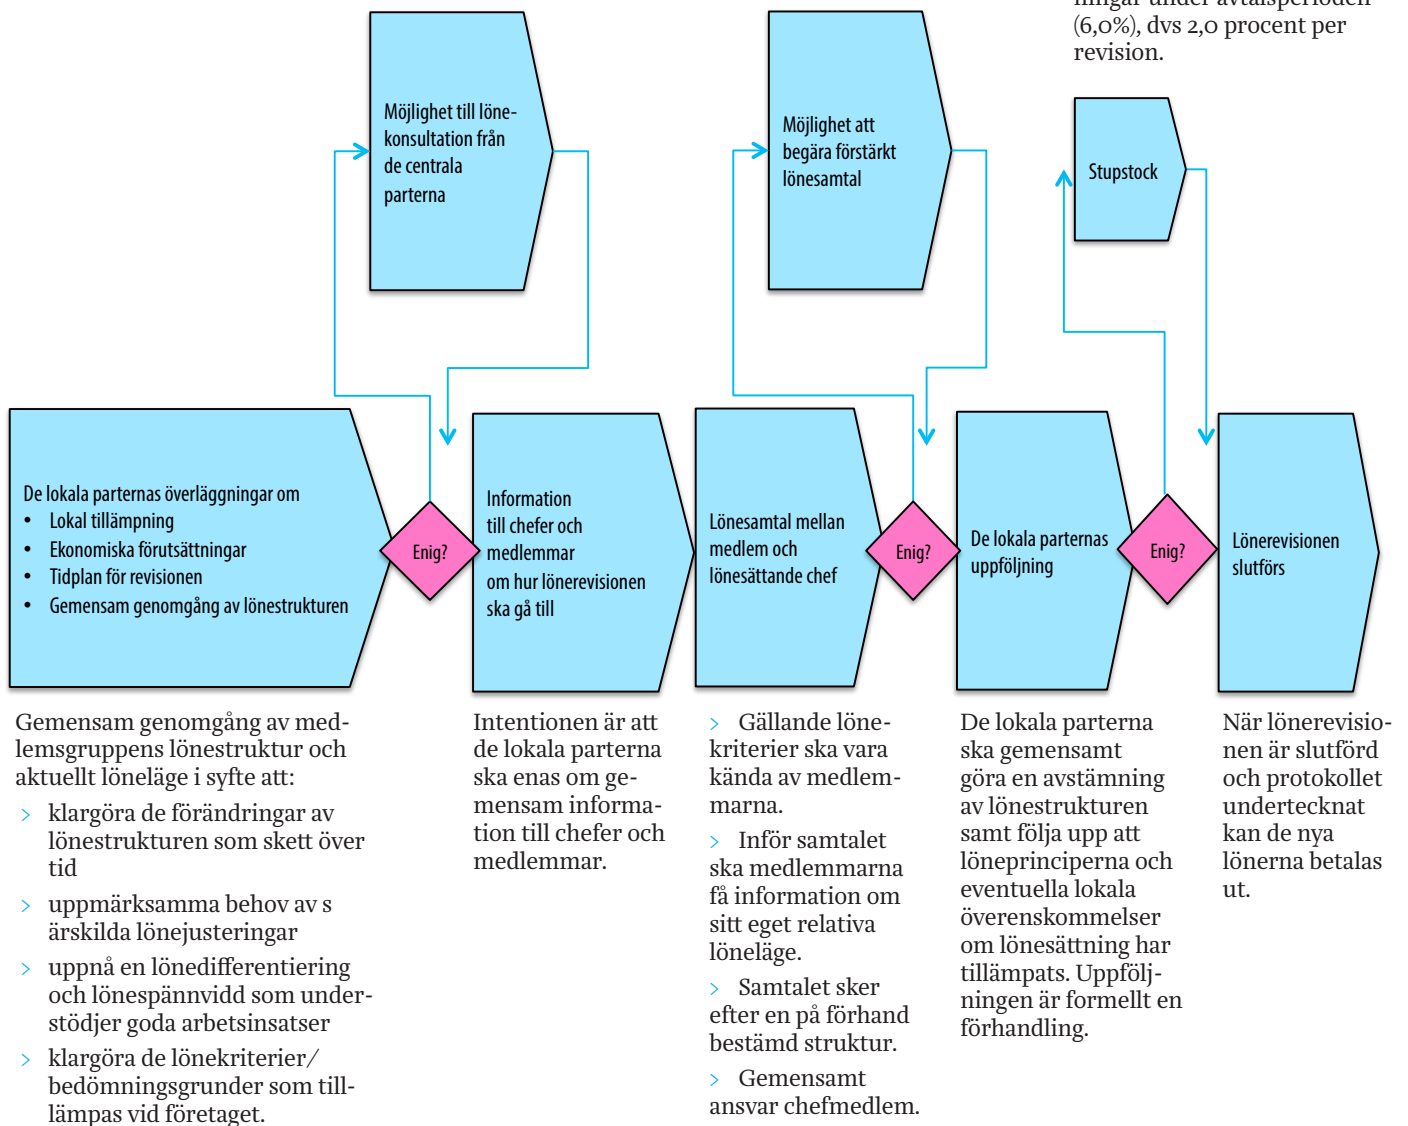 ningar under avtalsperioden
(6,0%), dvs 2,0 procent per
revision.
Möjlighet till löne-
konsultation från
de centrala
parterna
Möjlighet att
begära förstärkt
lönesamtal
Stupstock
De lokala parternas överläggningar om
• Lokal tillämpning
• Ekonomiska förutsättningar
• Tidplan för revisionen
• Gemensam genomgång av lönestrukturen
Enig?
Information
till chefer och
medlemmar
om hur lönerevisionen
ska gå till
Lönesamtal mellan
medlem och
lönesättande chef
Enig?
De lokala parternas
uppföljning
Enig?
Lönerevisionen
slutförs
Gemensam genomgång av med-
lemsgruppens lönestruktur och
aktuellt löneläge i syfte att:
> klargöra de förändringar av
lönestrukturen som skett över
tid
> uppmärksamma behov av s
ärskilda lönejusteringar
> uppnå en lönedifferentiering
och lönespännvidd som under-
stödjer goda arbetsinsatser
> klargöra de lönekriterier/
bedömningsgrunder som till-
lämpas vid företaget.
Intentionen är att
de lokala parterna
ska enas om ge-
mensam informa-
tion till chefer och
medlemmar.
> Gällande löne-
kriterier ska vara
kända av medlem-
marna.
> Inför samtalet
ska medlemmarna
få information om
sitt eget relativa
löneläge.
> Samtalet sker
efter en på förhand
bestämd struktur.
> Gemensamt
ansvar chefmedlem.
De lokala parterna
ska gemensamt
göra en avstämning
av lönestrukturen
samt följa upp att
löneprinciperna och
eventuella lokala
överenskommelser
om lönesättning har
tillämpats. Uppfölj-
ningen är formellt en
förhandling.
När lönerevisio-
nen är slutförd
och protokollet
undertecknat
kan de nya
lönerna betalas
ut.